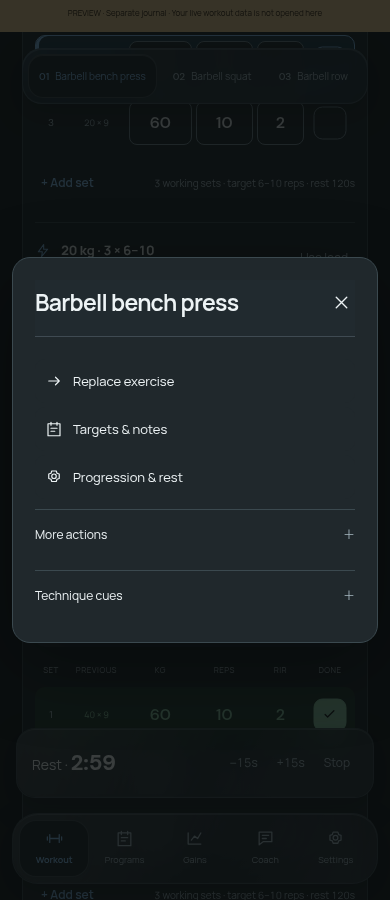 PREVIEW · Separate journal · Your live workout data is not opened here
01 Barbell bench press 02 Barbell squat 03 Barbell row
3 20 × 9 60 10 2
+ Add set 3 working sets · target 6–10 reps · rest 120s
20 kg · 3 × 6–10 Use load
Barbell bench press
Replace exercise
Targets & notes
Progression & rest
More actions +
Technique cues +
SET PREVIOUS KG REPS RIR DONE
1 40 × 9 60 10 2
Rest · 2:59 −15s +15s Stop
Workout Programs Gains Coach Settings
+ Add set 3 working sets · target 6–10 reps · rest 120s